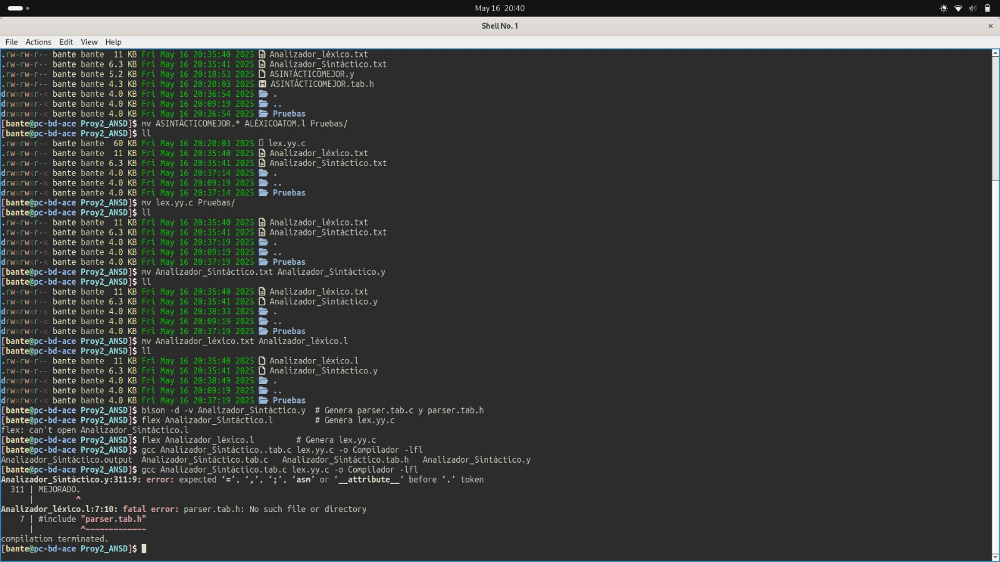 May 16 20:40
Shell No. 1
File Actions Edit View Help
.rw-rw-r-- bante bante 11 KB Fri May 16 20:35:40 2025 Analizador_léxico.txt
.rw-rw-r-- bante bante 6.3 KB Fri May 16 20:35:41 2025 Analizador_Sintáctico.txt
.rw-rw-r-- bante bante 5.2 KB Fri May 16 20:18:53 2025 ASINTÁCTICOMEJOR.y
.rw-rw-r-- bante bante 4.3 KB Fri May 16 20:20:03 2025 ASINTÁCTICOMEJOR.tab.h
drwxrwxr-x bante bante 4.0 KB Fri May 16 20:36:54 2025 .
drwxrwxr-x bante bante 4.0 KB Fri May 16 20:09:19 2025 ..
drwxrwxr-x bante bante 4.0 KB Fri May 16 20:36:54 2025 Pruebas
[bante@pc-bd-ace Proy2_ANSD]$ mv ASINTÁCTICOMEJOR.* ALÉXICOATOM.l Pruebas/
[bante@pc-bd-ace Proy2_ANSD]$ ll
.rw-rw-r-- bante bante 60 KB Fri May 16 20:20:03 2025 lex.yy.c
.rw-rw-r-- bante bante 11 KB Fri May 16 20:35:40 2025 Analizador_léxico.txt
.rw-rw-r-- bante bante 6.3 KB Fri May 16 20:35:41 2025 Analizador_Sintáctico.txt
drwxrwxr-x bante bante 4.0 KB Fri May 16 20:37:14 2025 .
drwxrwxr-x bante bante 4.0 KB Fri May 16 20:09:19 2025 ..
drwxrwxr-x bante bante 4.0 KB Fri May 16 20:37:14 2025 Pruebas
[bante@pc-bd-ace Proy2_ANSD]$ mv lex.yy.c Pruebas/
[bante@pc-bd-ace Proy2_ANSD]$ ll
.rw-rw-r-- bante bante 11 KB Fri May 16 20:35:40 2025 Analizador_léxico.txt
.rw-rw-r-- bante bante 6.3 KB Fri May 16 20:35:41 2025 Analizador_Sintáctico.txt
drwxrwxr-x bante bante 4.0 KB Fri May 16 20:37:19 2025 .
drwxrwxr-x bante bante 4.0 KB Fri May 16 20:09:19 2025 ..
drwxrwxr-x bante bante 4.0 KB Fri May 16 20:37:19 2025 Pruebas
[bante@pc-bd-ace Proy2_ANSD]$ mv Analizador_Sintáctico.txt Analizador_Sintáctico.y
[bante@pc-bd-ace Proy2_ANSD]$ ll
.rw-rw-r-- bante bante 11 KB Fri May 16 20:35:40 2025 Analizador_léxico.txt
.rw-rw-r-- bante bante 6.3 KB Fri May 16 20:35:41 2025 Analizador_Sintáctico.y
drwxrwxr-x bante bante 4.0 KB Fri May 16 20:38:33 2025 .
drwxrwxr-x bante bante 4.0 KB Fri May 16 20:09:19 2025 ..
drwxrwxr-x bante bante 4.0 KB Fri May 16 20:37:19 2025 Pruebas
[bante@pc-bd-ace Proy2_ANSD]$ mv Analizador_léxico.txt Analizador_léxico.l
[bante@pc-bd-ace Proy2_ANSD]$ ll
.rw-rw-r-- bante bante 11 KB Fri May 16 20:35:40 2025 Analizador_léxico.l
.rw-rw-r-- bante bante 6.3 KB Fri May 16 20:35:41 2025 Analizador_Sintáctico.y
drwxrwxr-x bante bante 4.0 KB Fri May 16 20:38:49 2025 .
drwxrwxr-x bante bante 4.0 KB Fri May 16 20:09:19 2025 ..
drwxrwxr-x bante bante 4.0 KB Fri May 16 20:37:19 2025 Pruebas
[bante@pc-bd-ace Proy2_ANSD]$ bison -d -v Analizador_Sintáctico.y # Genera parser.tab.c y parser.tab.h
[bante@pc-bd-ace Proy2_ANSD]$ flex Analizador_Sintáctico.l # Genera lex.yy.c
flex: can't open Analizador_Sintáctico.l
[bante@pc-bd-ace Proy2_ANSD]$ flex Analizador_léxico.l # Genera lex.yy.c
[bante@pc-bd-ace Proy2_ANSD]$ gcc Analizador_Sintáctico..tab.c lex.yy.c -o Compilador -lfl
Analizador_Sintáctico.output Analizador_Sintáctico.tab.c Analizador_Sintáctico.tab.h Analizador_Sintáctico.y
[bante@pc-bd-ace Proy2_ANSD]$ gcc Analizador_Sintáctico.tab.c lex.yy.c -o Compilador -lfl
Analizador_Sintáctico.y:311:9: error: expected ‘=’, ‘,’, ‘;’, ‘asm’ or ‘__attribute__’ before ‘.’ token
311 | MEJORADO.
| ^
Analizador_léxico.l:7:10: fatal error: parser.tab.h: No such file or directory
7 | #include "parser.tab.h"
| ^~~~~~~~~~~~~~
compilation terminated.
[bante@pc-bd-ace Proy2_ANSD]$